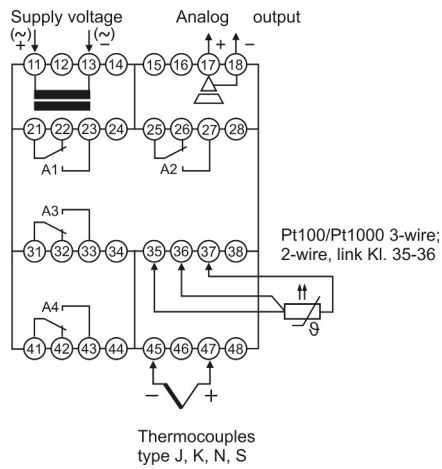 Supply voltage
Analog output
(~) (~)
+ − + −
11 12 13 14 15 16 17 18
21 22 23 24 25 26 27 28
A1 A2
A3
31 32 33 34 35 36 37 38
Pt100/Pt1000 3-wire;
2-wire, link Kl. 35-36
ϑ
A4
41 42 43 44 45 46 47 48
− +
Thermocouples
type J, K, N, S